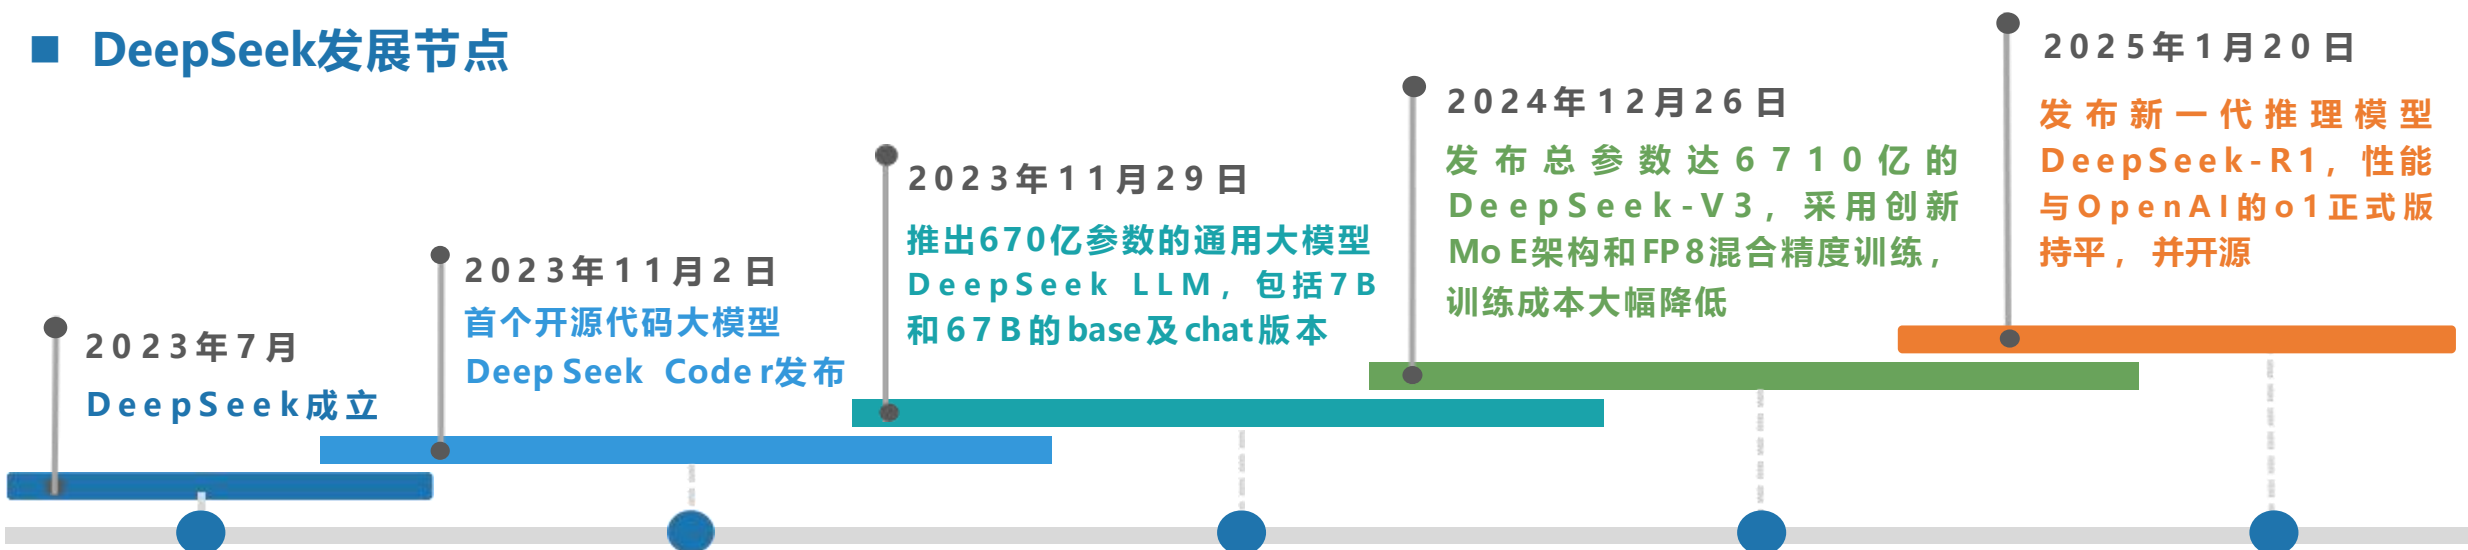 DeepSeek发展节点
2023年7月
DeepSeek成立
2023年11月2日
首个开源代码大模型
DeepSeek Coder发布
2023年11月29日
推出670亿参数的通用大模型
DeepSeek LLM，包括7B
和67B的base及chat版本
2024年12月26日
发布总参数达6710亿的
DeepSeek-V3，采用创新
MoE架构和FP8混合精度训练，
训练成本大幅降低
2025年1月20日
发布新一代推理模型
DeepSeek-R1，性能
与OpenAI的o1正式版
持平，并开源